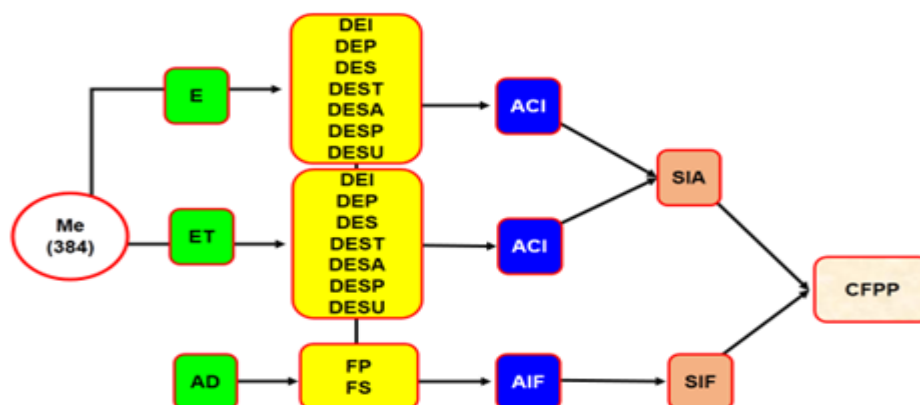 DEI
DEP
DES
DEST
DESA
DESP
DESU
E
ACI
SIA
Me
(384)
ET
DEI
DEP
DES
DEST
DESA
DESP
DESU
ACI
CFPP
AD
FP
FS
AIF
SIF